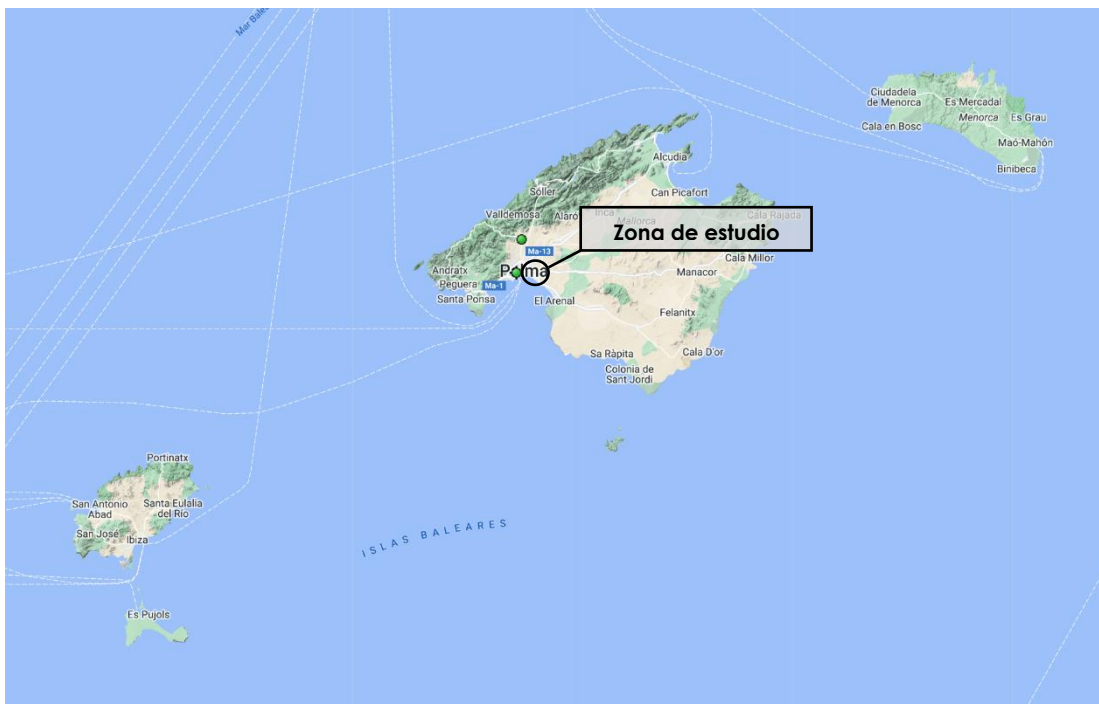 Mar Bale
Ciudadela
de Menorca
Es Mercadal
Menorca
Es Grau
Cala en Bosc
Maó-Mahón
Binibeca
Alcudia
Sóller
Can Picafort
Valldemosa
Alaró
Inca
Mallorca
Cala Rajada
Zona de estudio
Ma-13
Cala Millor
Andratx
Palma
Manacor
Peguera
Ma-1
Santa Ponsa
El Arenal
Felanitx
Sa Ràpita
Cala D'or
Colonia de
Sant Jordi
Portinatx
San Antonio
Abad
Santa Eulalia
del Río
San José
Ibiza
ISLAS BALEARES
Es Pujols